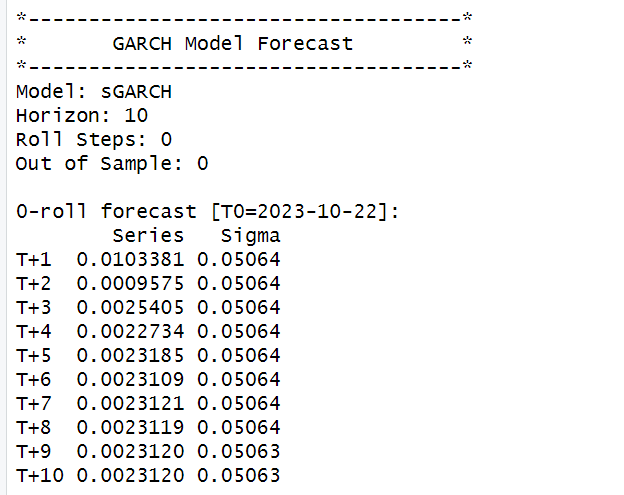 *------------------------------------*
*       GARCH Model Forecast         *
*------------------------------------*
Model: sGARCH
Horizon: 10
Roll Steps: 0
Out of Sample: 0

0-roll forecast [T0=2023-10-22]:
        Series   Sigma
T+1  0.0103381 0.05064
T+2  0.0009575 0.05064
T+3  0.0025405 0.05064
T+4  0.0022734 0.05064
T+5  0.0023185 0.05064
T+6  0.0023109 0.05064
T+7  0.0023121 0.05064
T+8  0.0023119 0.05064
T+9  0.0023120 0.05063
T+10 0.0023120 0.05063